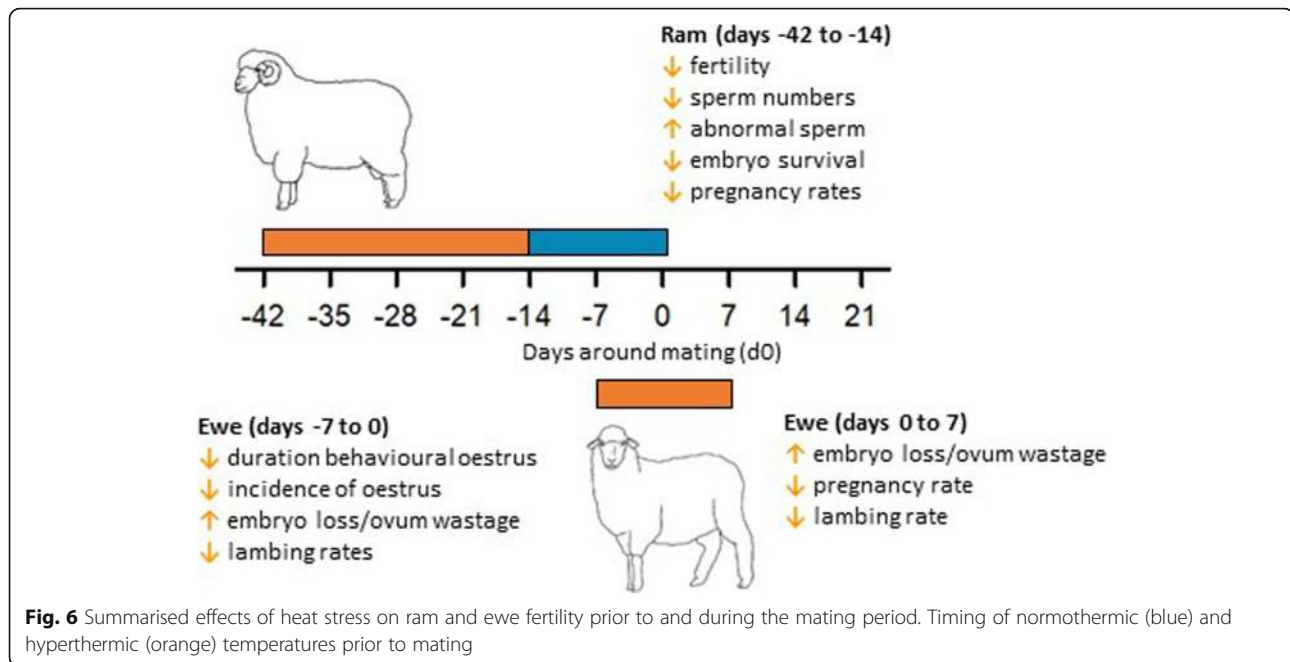 Ram (days -42 to -14)
↓ fertility
↓ sperm numbers
↑ abnormal sperm
↓ embryo survival
↓ pregnancy rates
-42 -35 -28 -21 -14 -7 0 7 14 21
Days around mating (d0)
Ewe (days -7 to 0)
↓ duration behavioural oestrus
↓ incidence of oestrus
↑ embryo loss/ovum wastage
↓ lambing rates
Ewe (days 0 to 7)
↑ embryo loss/ovum wastage
↓ pregnancy rate
↓ lambing rate
Fig. 6 Summarised effects of heat stress on ram and ewe fertility prior to and during the mating period. Timing of normothermic (blue) and
hyperthermic (orange) temperatures prior to mating